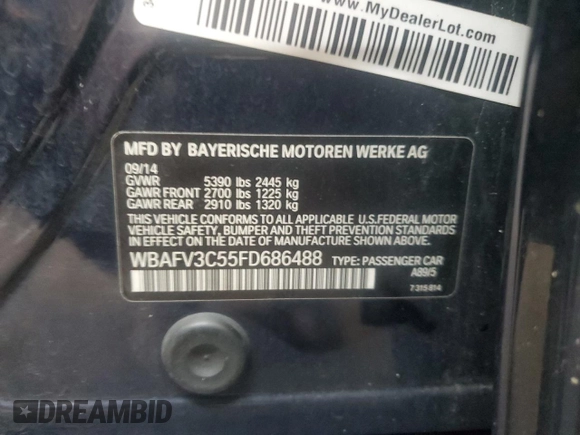 www.MyDealerLot.com
MFD BY BAYERISCHE MOTOREN WERKE AG
09/14
GVWR 5390 lbs 2445 kg
GAWR FRONT 2700 lbs 1225 kg
GAWR REAR 2910 lbs 1320 kg
THIS VEHICLE CONFORMS TO ALL APPLICABLE U.S.FEDERAL MOTOR
VEHICLE SAFETY, BUMPER AND THEFT PREVENTION STANDARDS
IN EFFECT ON THE DATE OF MANUFACTURE SHOWN ABOVE.
WBAFV3C55FD686488 TYPE: PASSENGER CAR
A89/5
7 315 814
DREAMBID